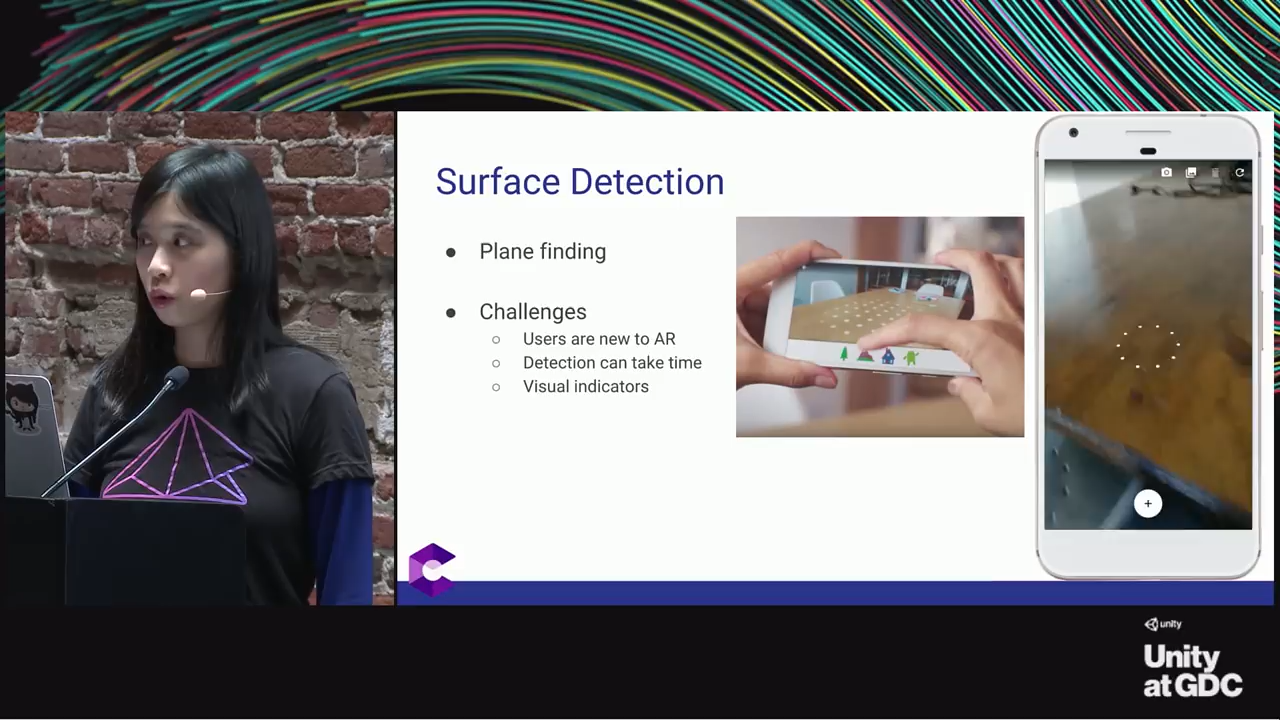 Surface Detection
● Plane finding
● Challenges
○ Users are new to AR
○ Detection can take time
○ Visual indicators
unity
Unity
at GDC